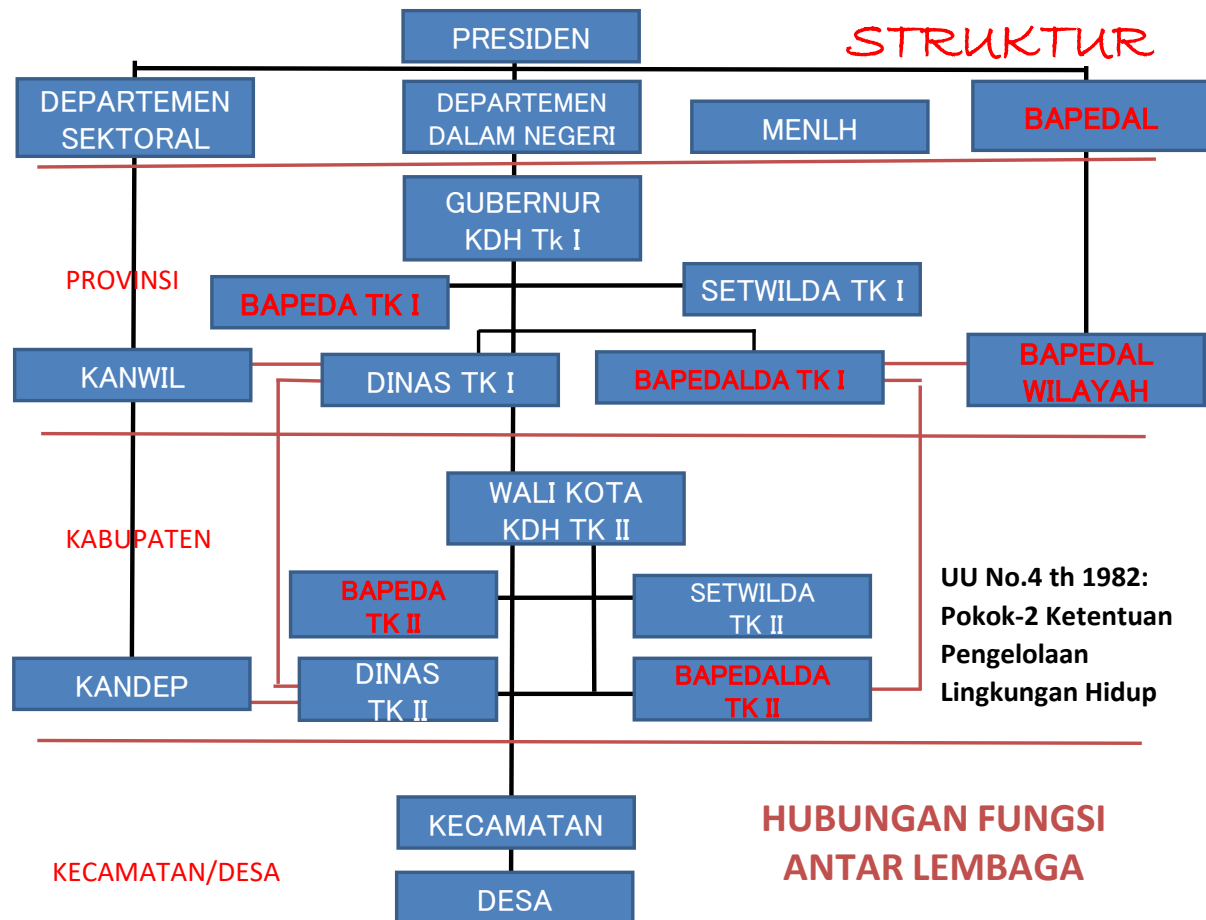 PRESIDEN
STRUKTUR
DEPARTEMEN
SEKTORAL
DEPARTEMEN
DALAM NEGERI
MENLH
BAPEDAL
GUBERNUR
KDH Tk I
PROVINSI
BAPEDA TK I
SETWILDA TK I
KANWIL
DINAS TK I
BAPEDALDA TK I
BAPEDAL
WILAYAH
WALI KOTA
KDH TK II
KABUPATEN
BAPEDA
TK II
SETWILDA
TK II
UU No.4 th 1982:
Pokok-2 Ketentuan
Pengelolaan
Lingkungan Hidup
KANDEP
DINAS
TK II
BAPEDALDA
TK II
KECAMATAN
HUBUNGAN FUNGSI
ANTAR LEMBAGA
KECAMATAN/DESA
DESA